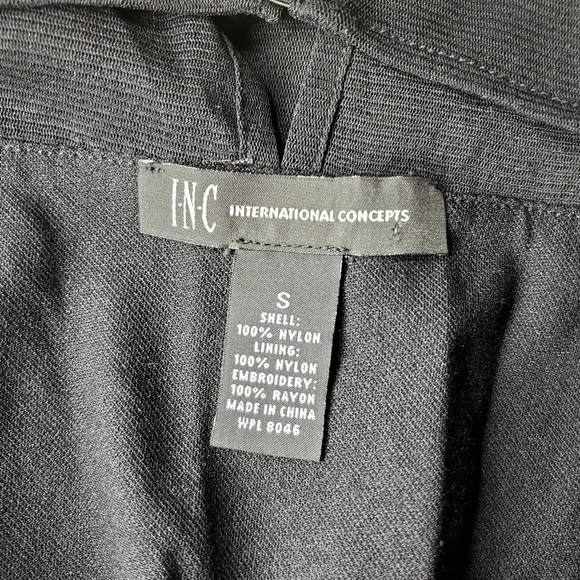 I·N·C INTERNATIONAL CONCEPTS
S
SHELL:
100% NYLON
LINING:
100% NYLON
EMBROIDERY:
100% RAYON
MADE IN CHINA
WPL 8046